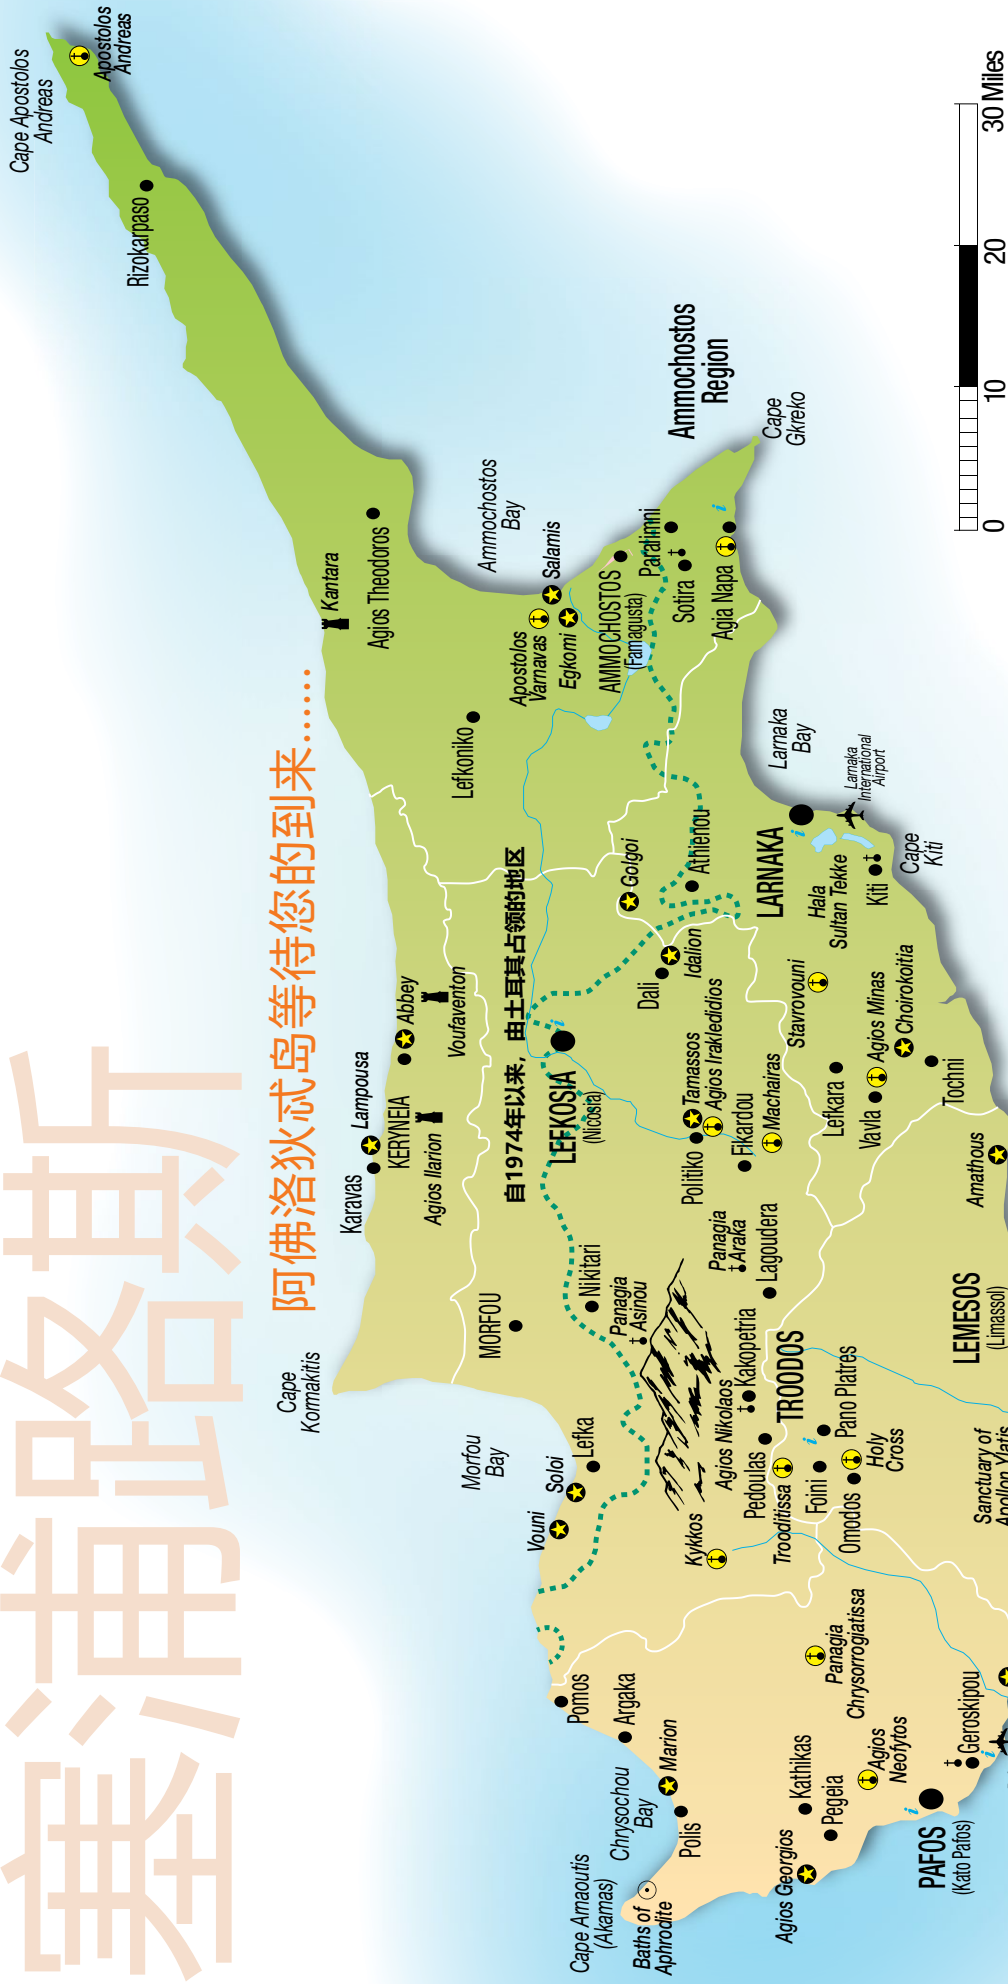 塞浦路斯
阿佛洛狄忒岛等待您的到来......
Cape Apostolos
Andreas
Apostolos
Andreas
Rizokarpaso
Kantara
Agios Theodoros
Ammochostos
Bay
Lefkoniko
Cape
Kormakitis
Karavas
Lampousa
KERYNEIA
Abbey
Agios Ilarion
Voufaventon
Apostolos
Varnavas
Salamis
Egkomi
AMMOCHOSTOS
(Famagusta)
Ammochostos
Region
Paralimni
Sotira
Agia Napa
Cape
Gkreko
自1974年以来，由土耳其占领的地区
MORFOU
Morfou
Bay
LEFKOSIA
(Nicosia)
Nikitari
Panagia
Asinou
Vouni
Soloi
Lefka
Golgoi
Athienou
Dali
Idalion
Larnaka
Bay
LARNAKA
Larnaka
International
Airport
Hala
Sultan Tekke
Kiti
Cape
Kiti
Tamassos
Politiko
Agios Irakledidios
Fikardou
Machairas
Stavrovouni
Lefkara
Agios Minas
Vavla
Choirokoitia
Tochni
Panagia
Araka
Lagoudera
Kakopetria
Agios Nikolaos
TROODOS
Pedoulas
Kykkos
Trooditissa
Foini
Pano Platres
Omodos
Holy
Cross
Amathous
LEMESOS
(Limassol)
Sanctuary of
Apollon Ylatis
Pomos
Argaka
Marion
Chrysochou
Bay
Polis
Cape Arnaoutis
(Akamas)
Baths of
Aphrodite
Panagia
Chrysorrogiatissa
Kathikas
Pegeia
Agios Georgios
Agios
Neofytos
Geroskipou
PAFOS
(Kato Pafos)
0 10 20 30 Miles